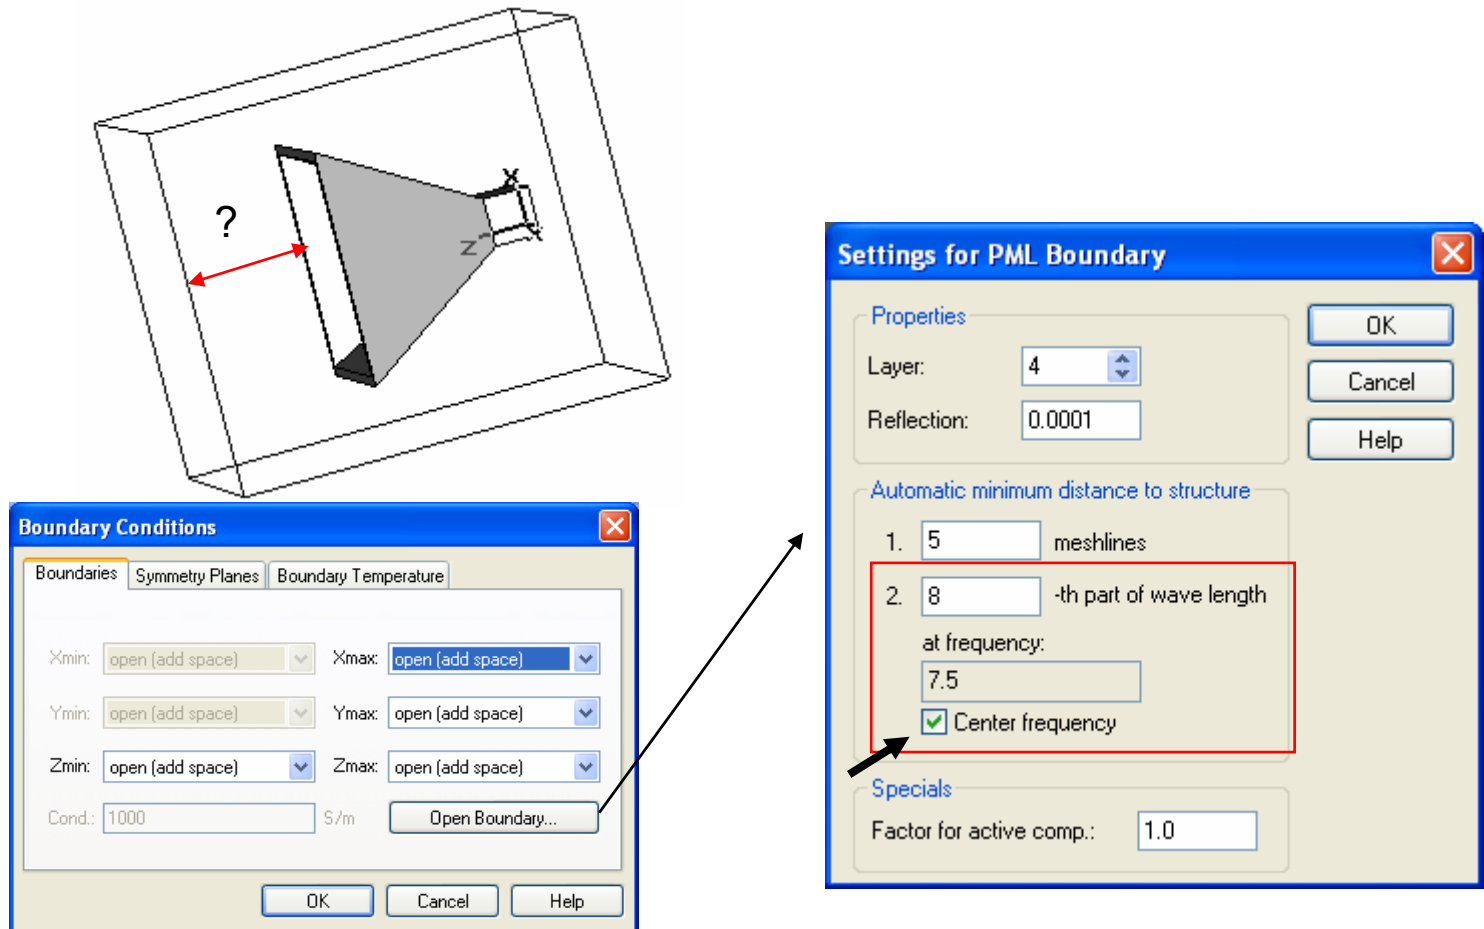 X
?
Z
Settings for PML Boundary
Properties
OK
Layer:
4
Cancel
Reflection:
0.0001
Help
Automatic minimum distance to structure
1.
5
meshlines
2.
8
-th part of wave length
at frequency:
7.5
Center frequency
Specials
Factor for active comp.:
1.0
Boundary Conditions
Boundaries
Symmetry Planes
Boundary Temperature
Xmin:
open (add space)
Xmax:
open (add space)
Ymin:
open (add space)
Ymax:
open (add space)
Zmin:
open (add space)
Zmax:
open (add space)
Cond.:
1000
S/m
Open Boundary...
OK
Cancel
Help